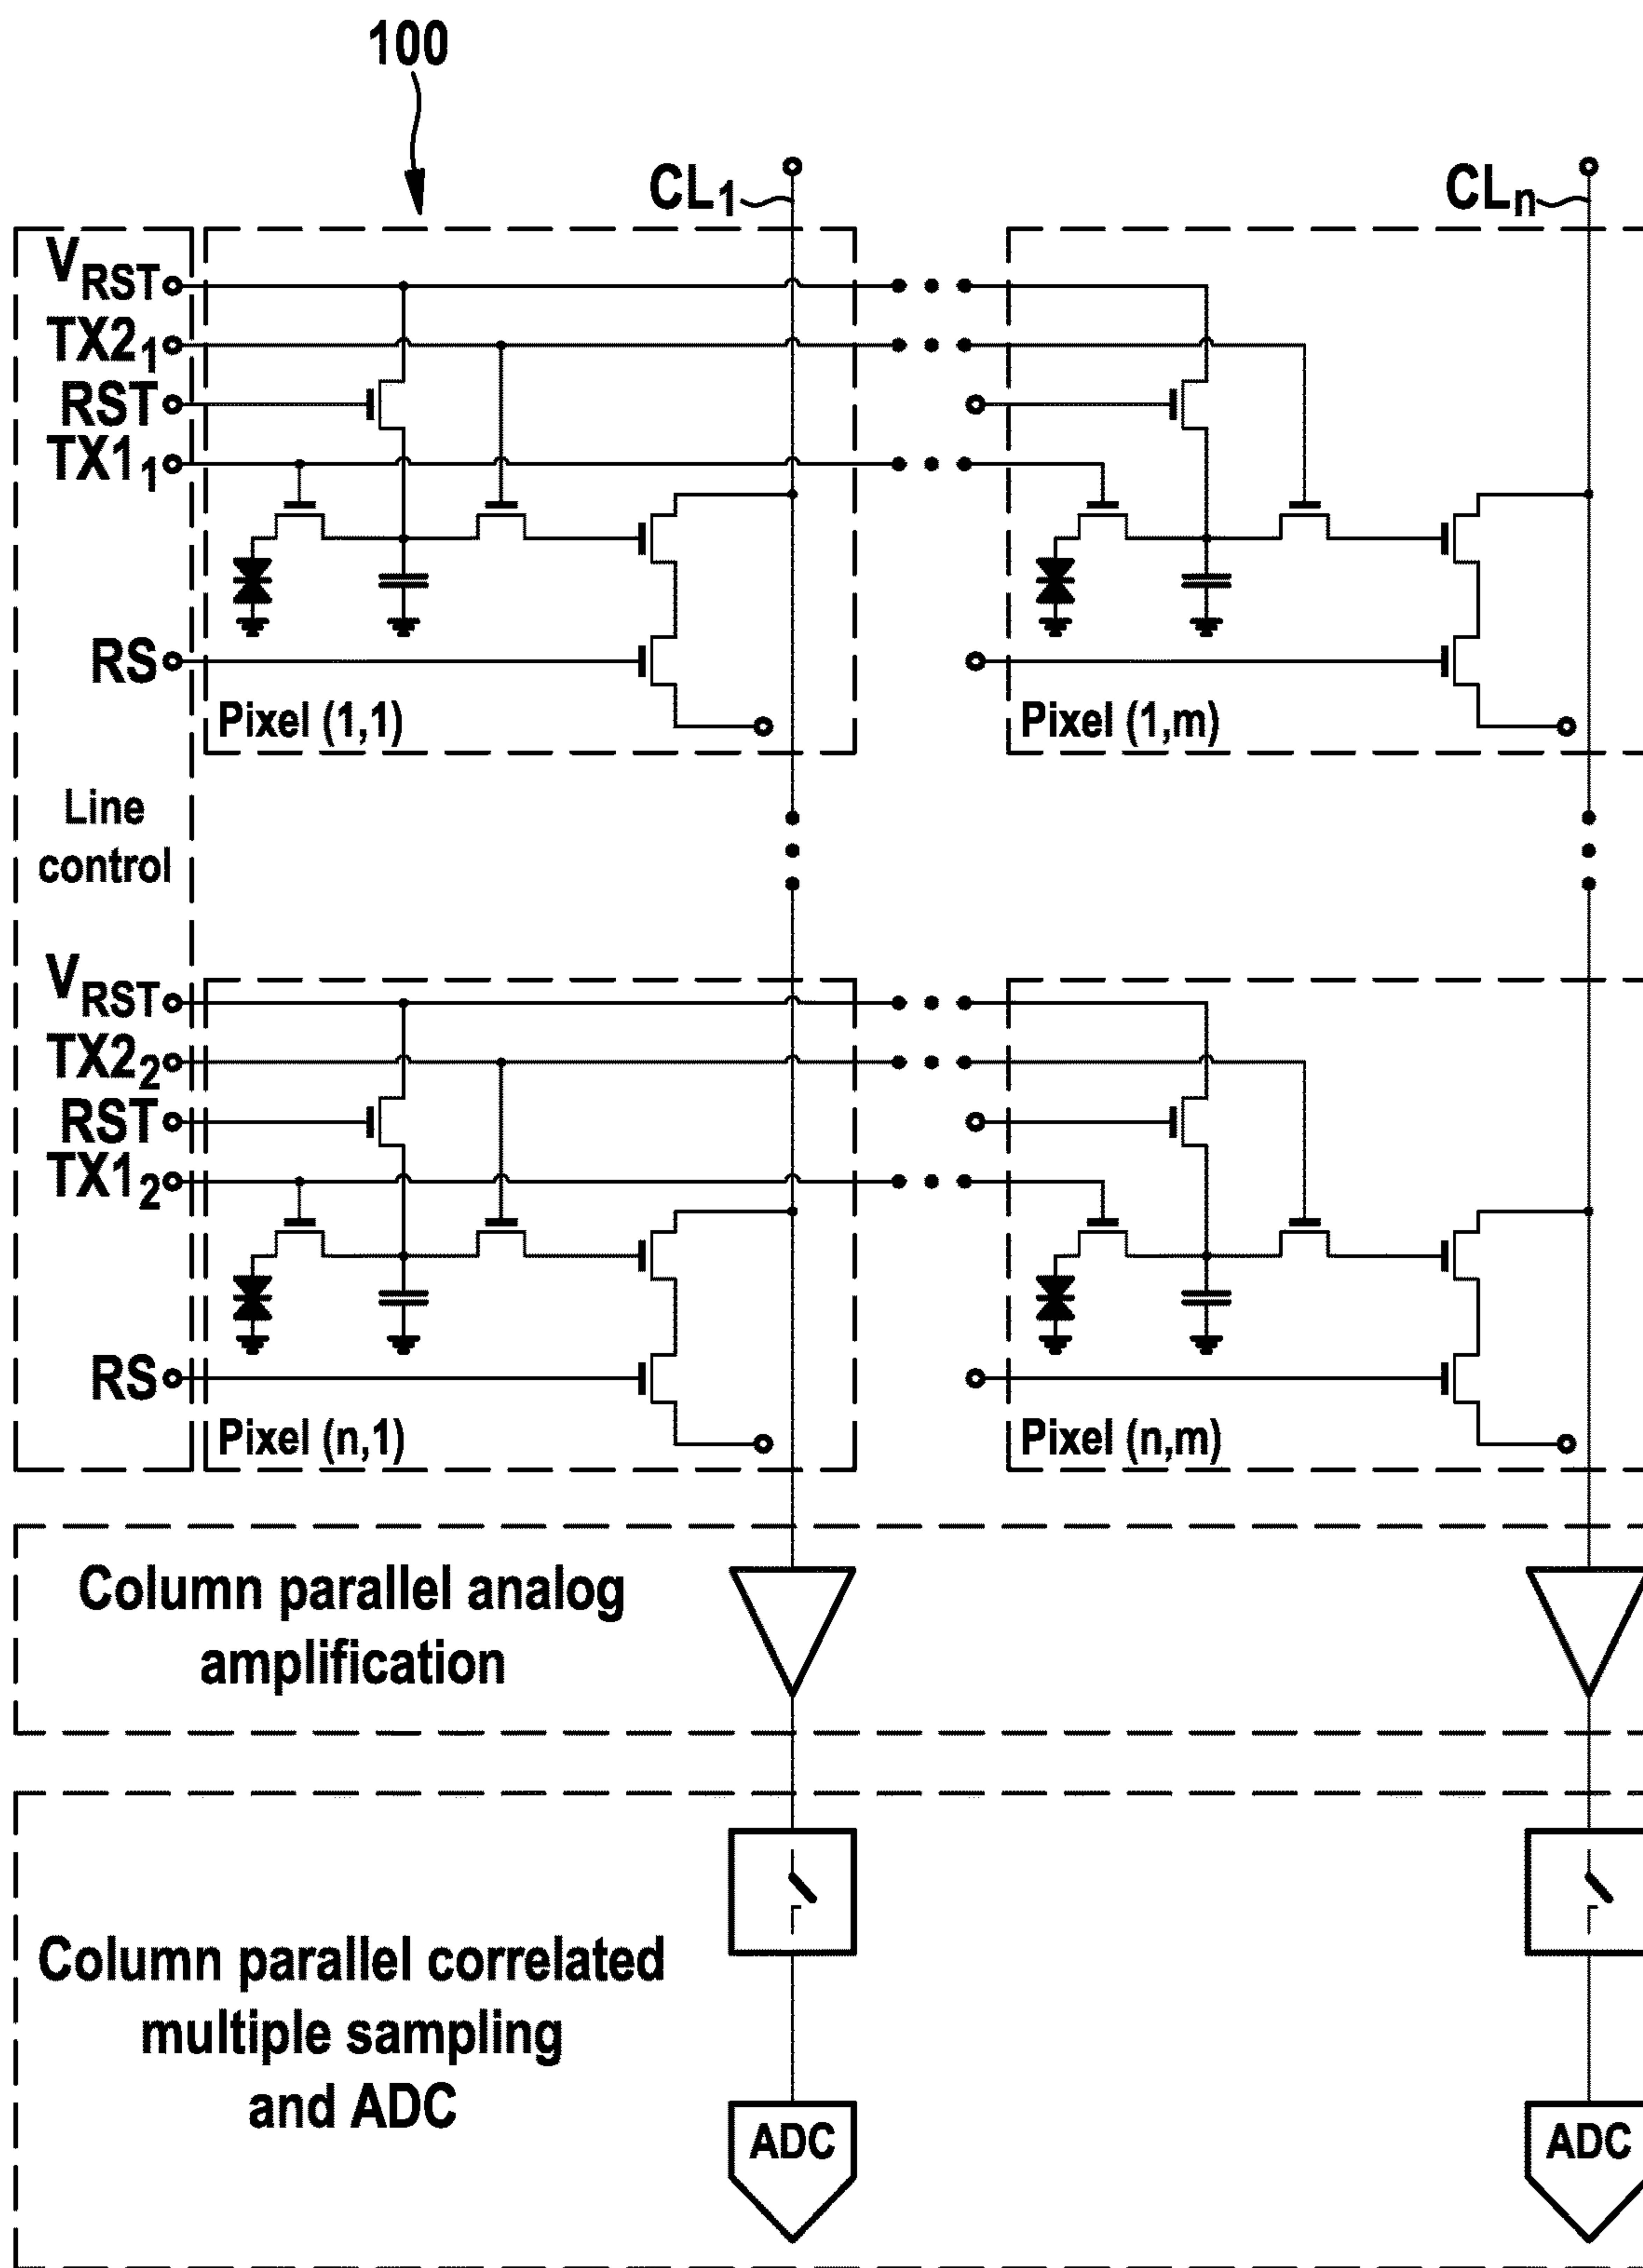 100
CL1
CLn
VRST
TX21
RST
TX11
RS
Pixel (1,1)
Pixel (1,m)
Line
control
VRST
TX22
RST
TX12
RS
Pixel (n,1)
Pixel (n,m)
Column parallel analog
amplification
Column parallel correlated
multiple sampling
and ADC
ADC
ADC